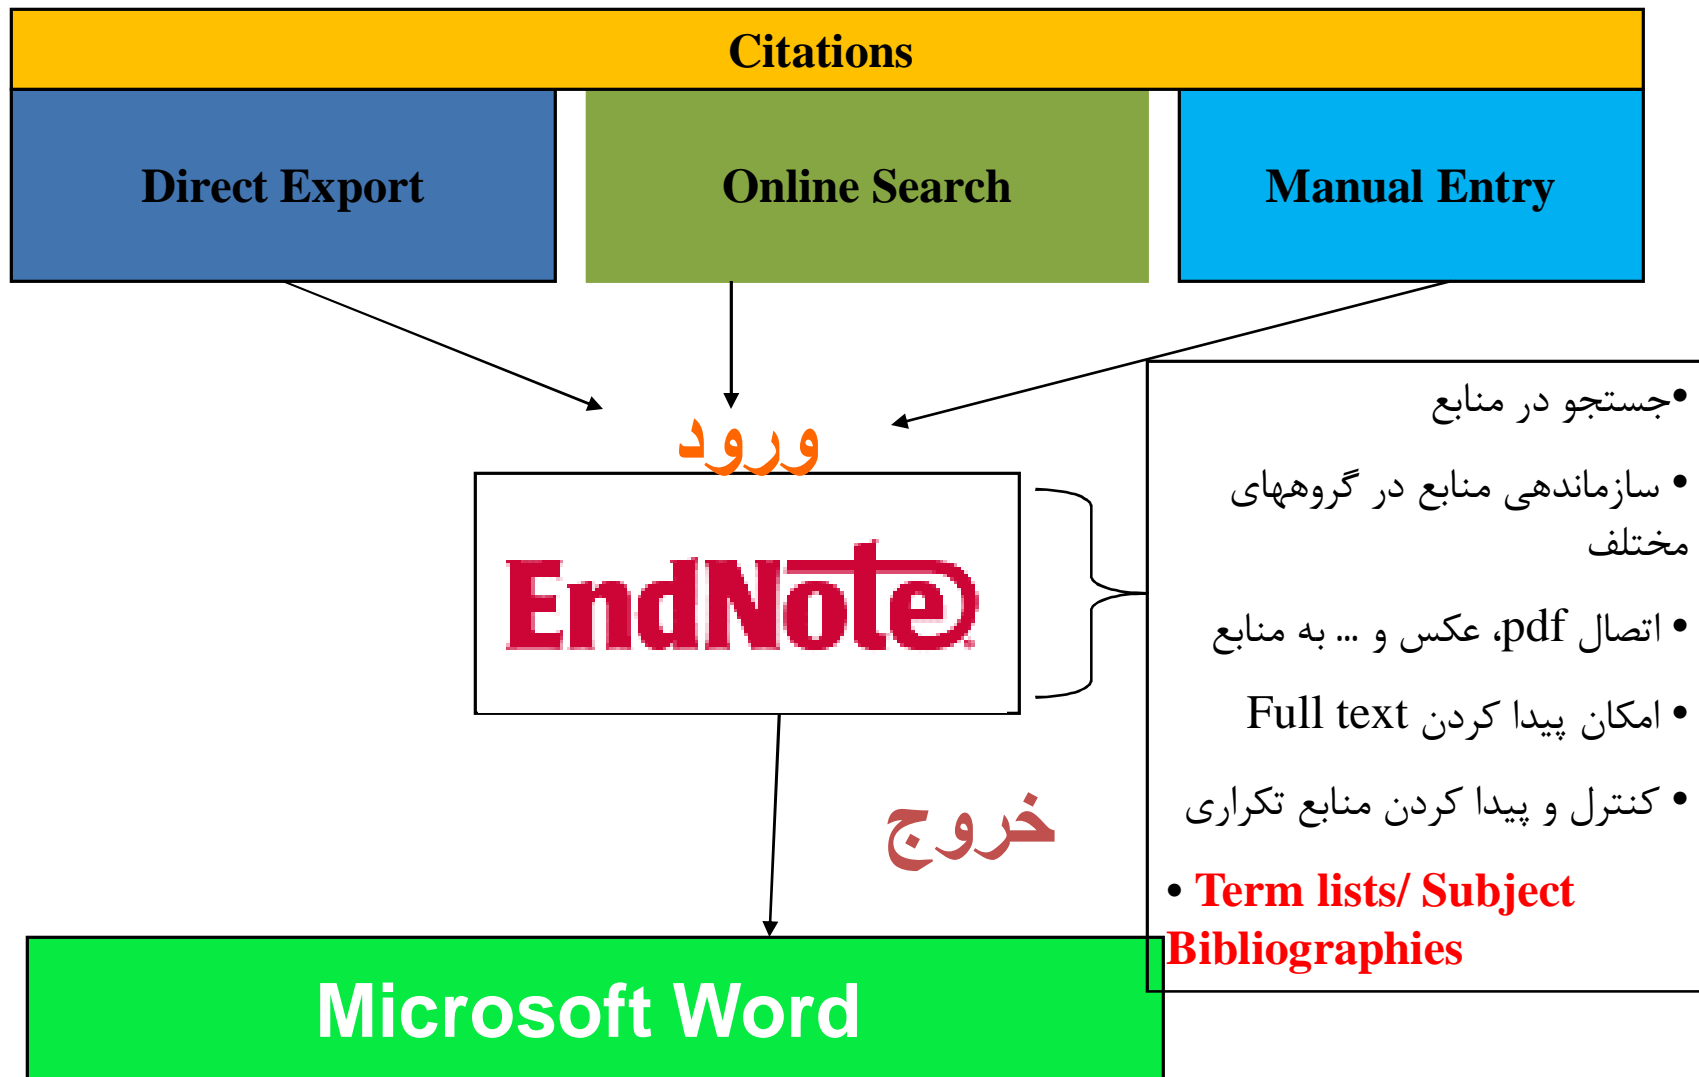 Citations
Direct Export
Online Search
Manual Entry
ورود
EndNote
•جستجو در منابع
• سازماندهی منابع در گروههای
مختلف
• اتصال pdf، عکس و ... به منابع
• امکان پیدا کردن Full text
• کنترل و پیدا کردن منابع تکراری
• Term lists/ Subject
Bibliographies
خروج
Microsoft Word